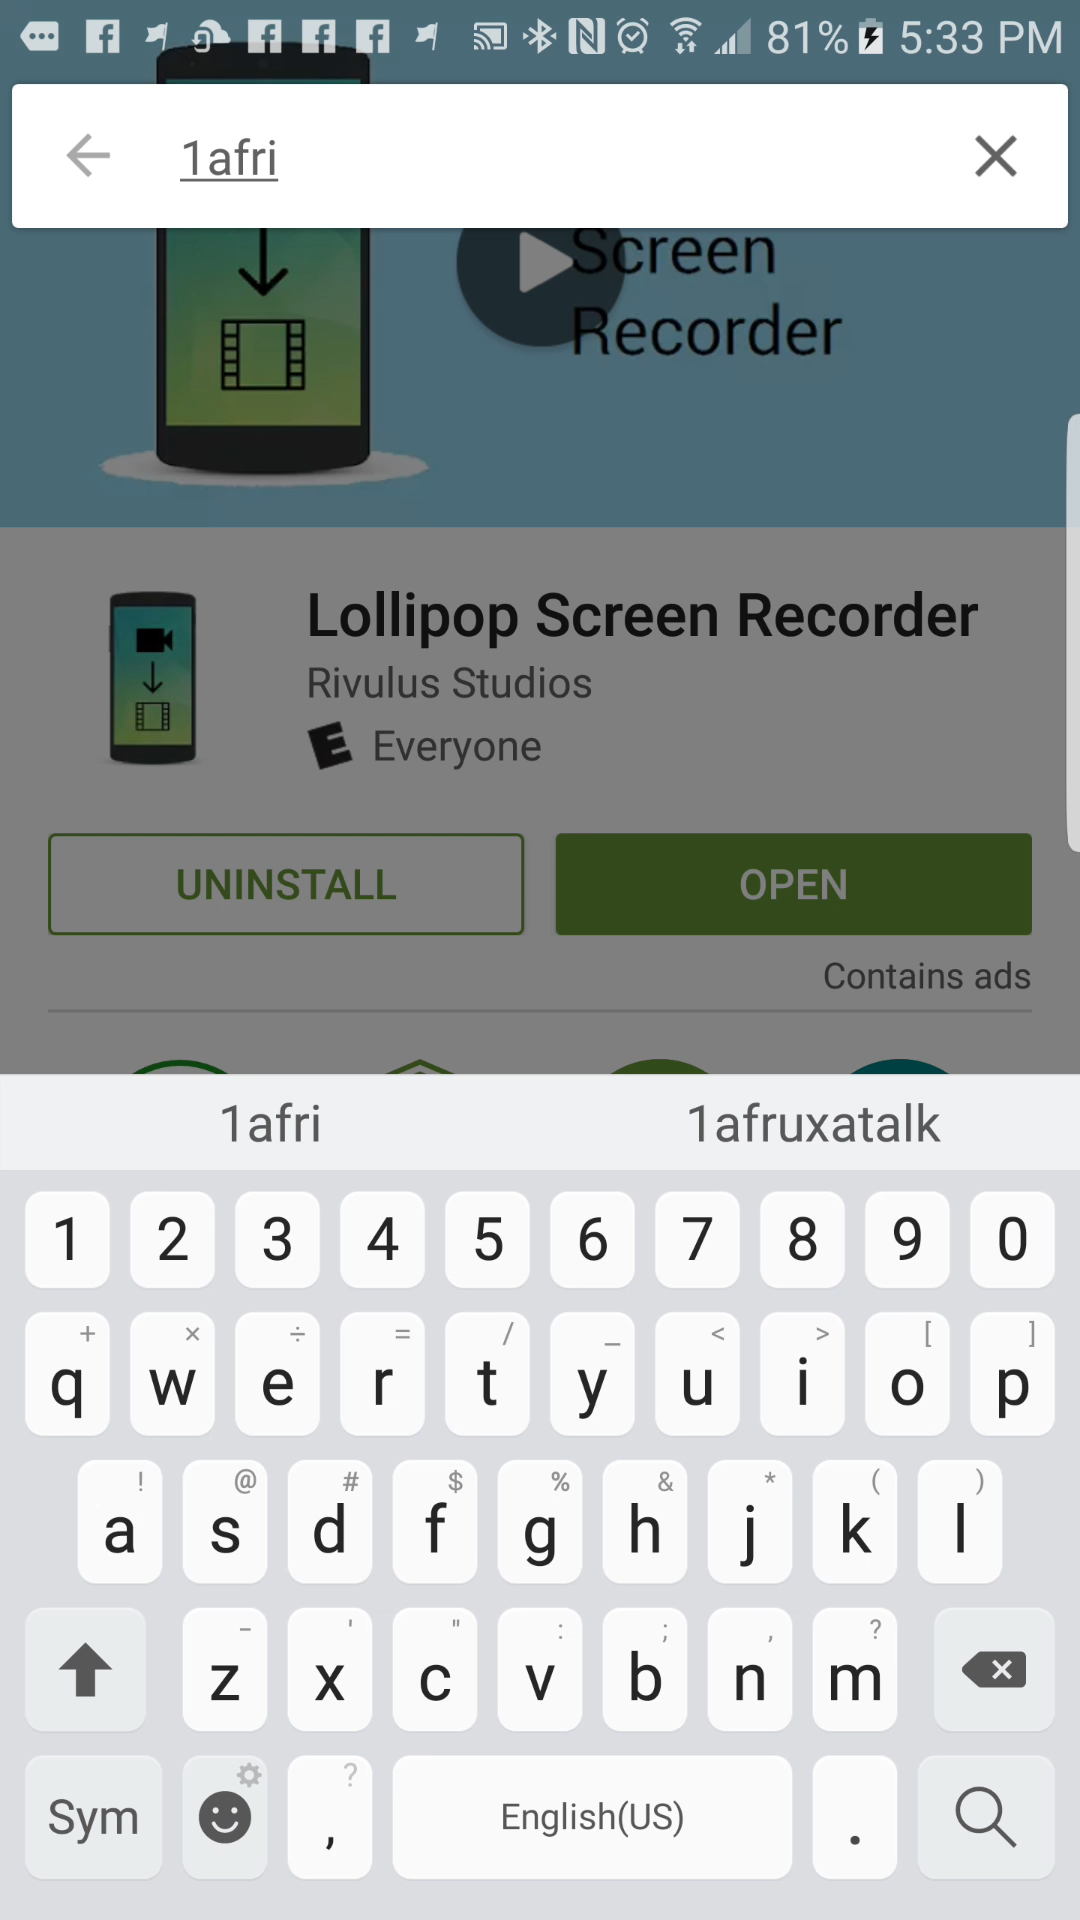 81% 5:33 PM
1afri
Screen
Recorder
Lollipop Screen Recorder
Rivulus Studios
E Everyone
UNINSTALL OPEN
Contains ads
1afri 1afruxatalk
1 2 3 4 5 6 7 8 9 0
+ × ÷ = / _ < > [ ]
q w e r t y u i o p
! @ # $ % & * ( )
a s d f g h j k l
- ' " : ; , ?
z x c v b n m
?
Sym , English(US) .